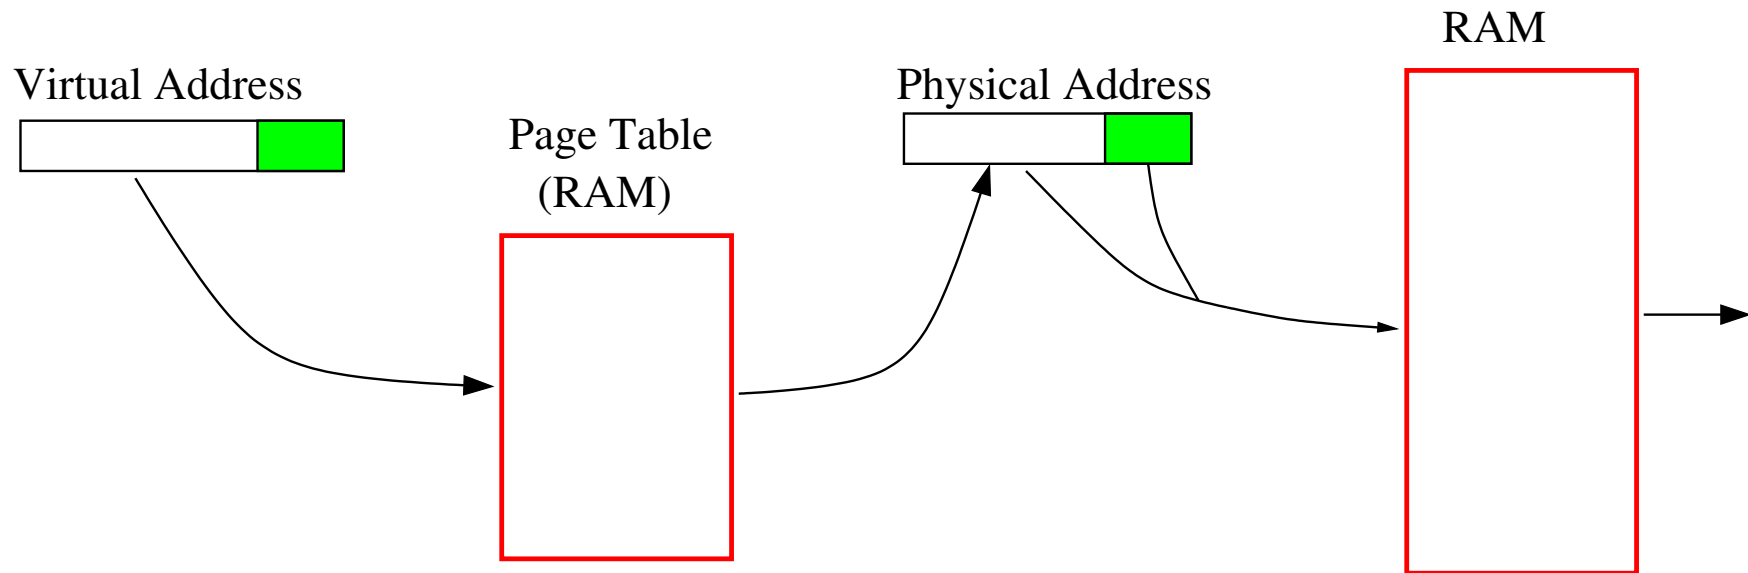 Virtual Address
Page Table
(RAM)
Physical Address
RAM